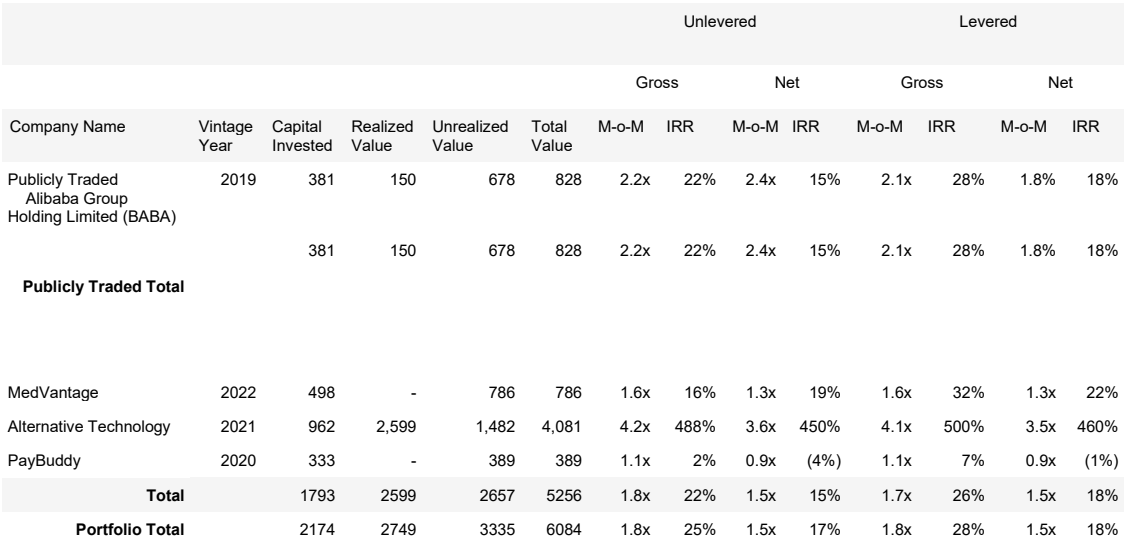 Unlevered Levered
Gross Net Gross Net
Company Name Vintage Year Capital Invested Realized Value Unrealized Value Total Value M-o-M IRR M-o-M IRR M-o-M IRR M-o-M IRR
Publicly Traded 2019 381 150 678 828 2.2x 22% 2.4x 15% 2.1x 28% 1.8% 18%
Alibaba Group
Holding Limited (BABA)
381 150 678 828 2.2x 22% 2.4x 15% 2.1x 28% 1.8% 18%
Publicly Traded Total
MedVantage 2022 498 - 786 786 1.6x 16% 1.3x 19% 1.6x 32% 1.3x 22%
Alternative Technology 2021 962 2,599 1,482 4,081 4.2x 488% 3.6x 450% 4.1x 500% 3.5x 460%
PayBuddy 2020 333 - 389 389 1.1x 2% 0.9x (4%) 1.1x 7% 0.9x (1%)
Total 1793 2599 2657 5256 1.8x 22% 1.5x 15% 1.7x 26% 1.5x 18%
Portfolio Total 2174 2749 3335 6084 1.8x 25% 1.5x 17% 1.8x 28% 1.5x 18%